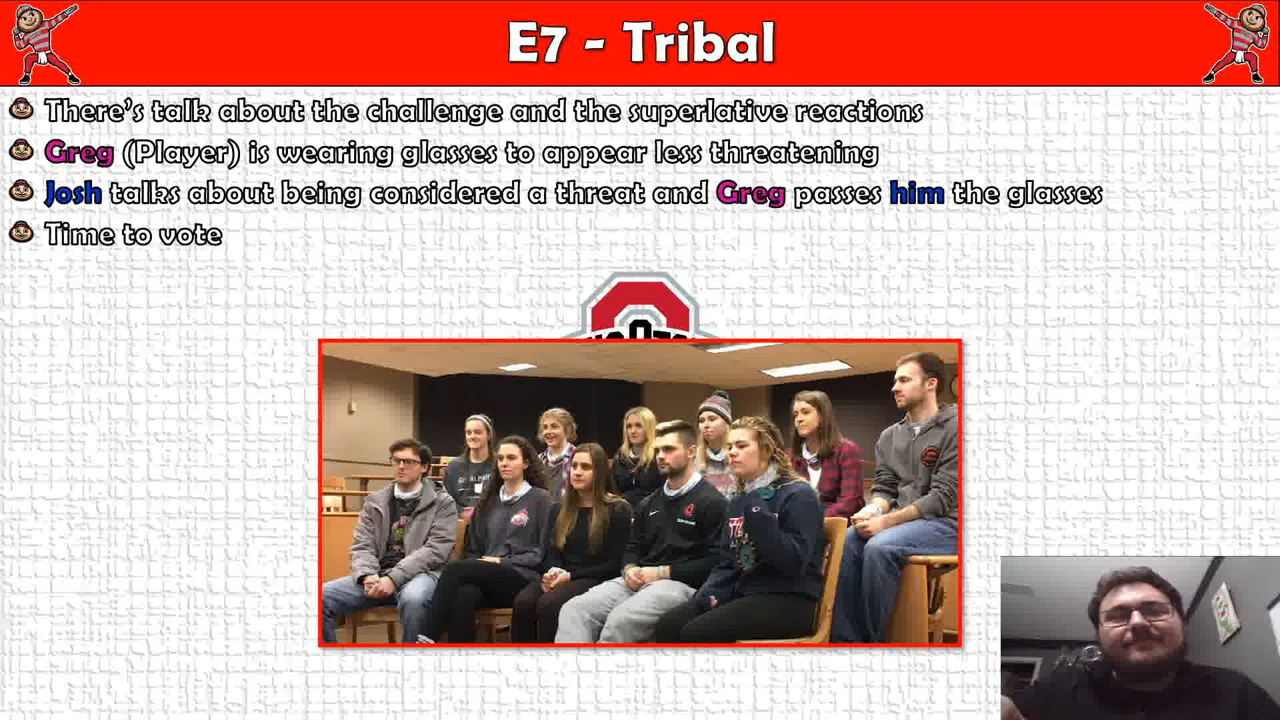 E7 - Tribal
There's talk about the challenge and the superlative reactions
Greg (Player) is wearing glasses to appear less threatening
Josh talks about being considered a threat and Greg passes him the glasses
Time to vote